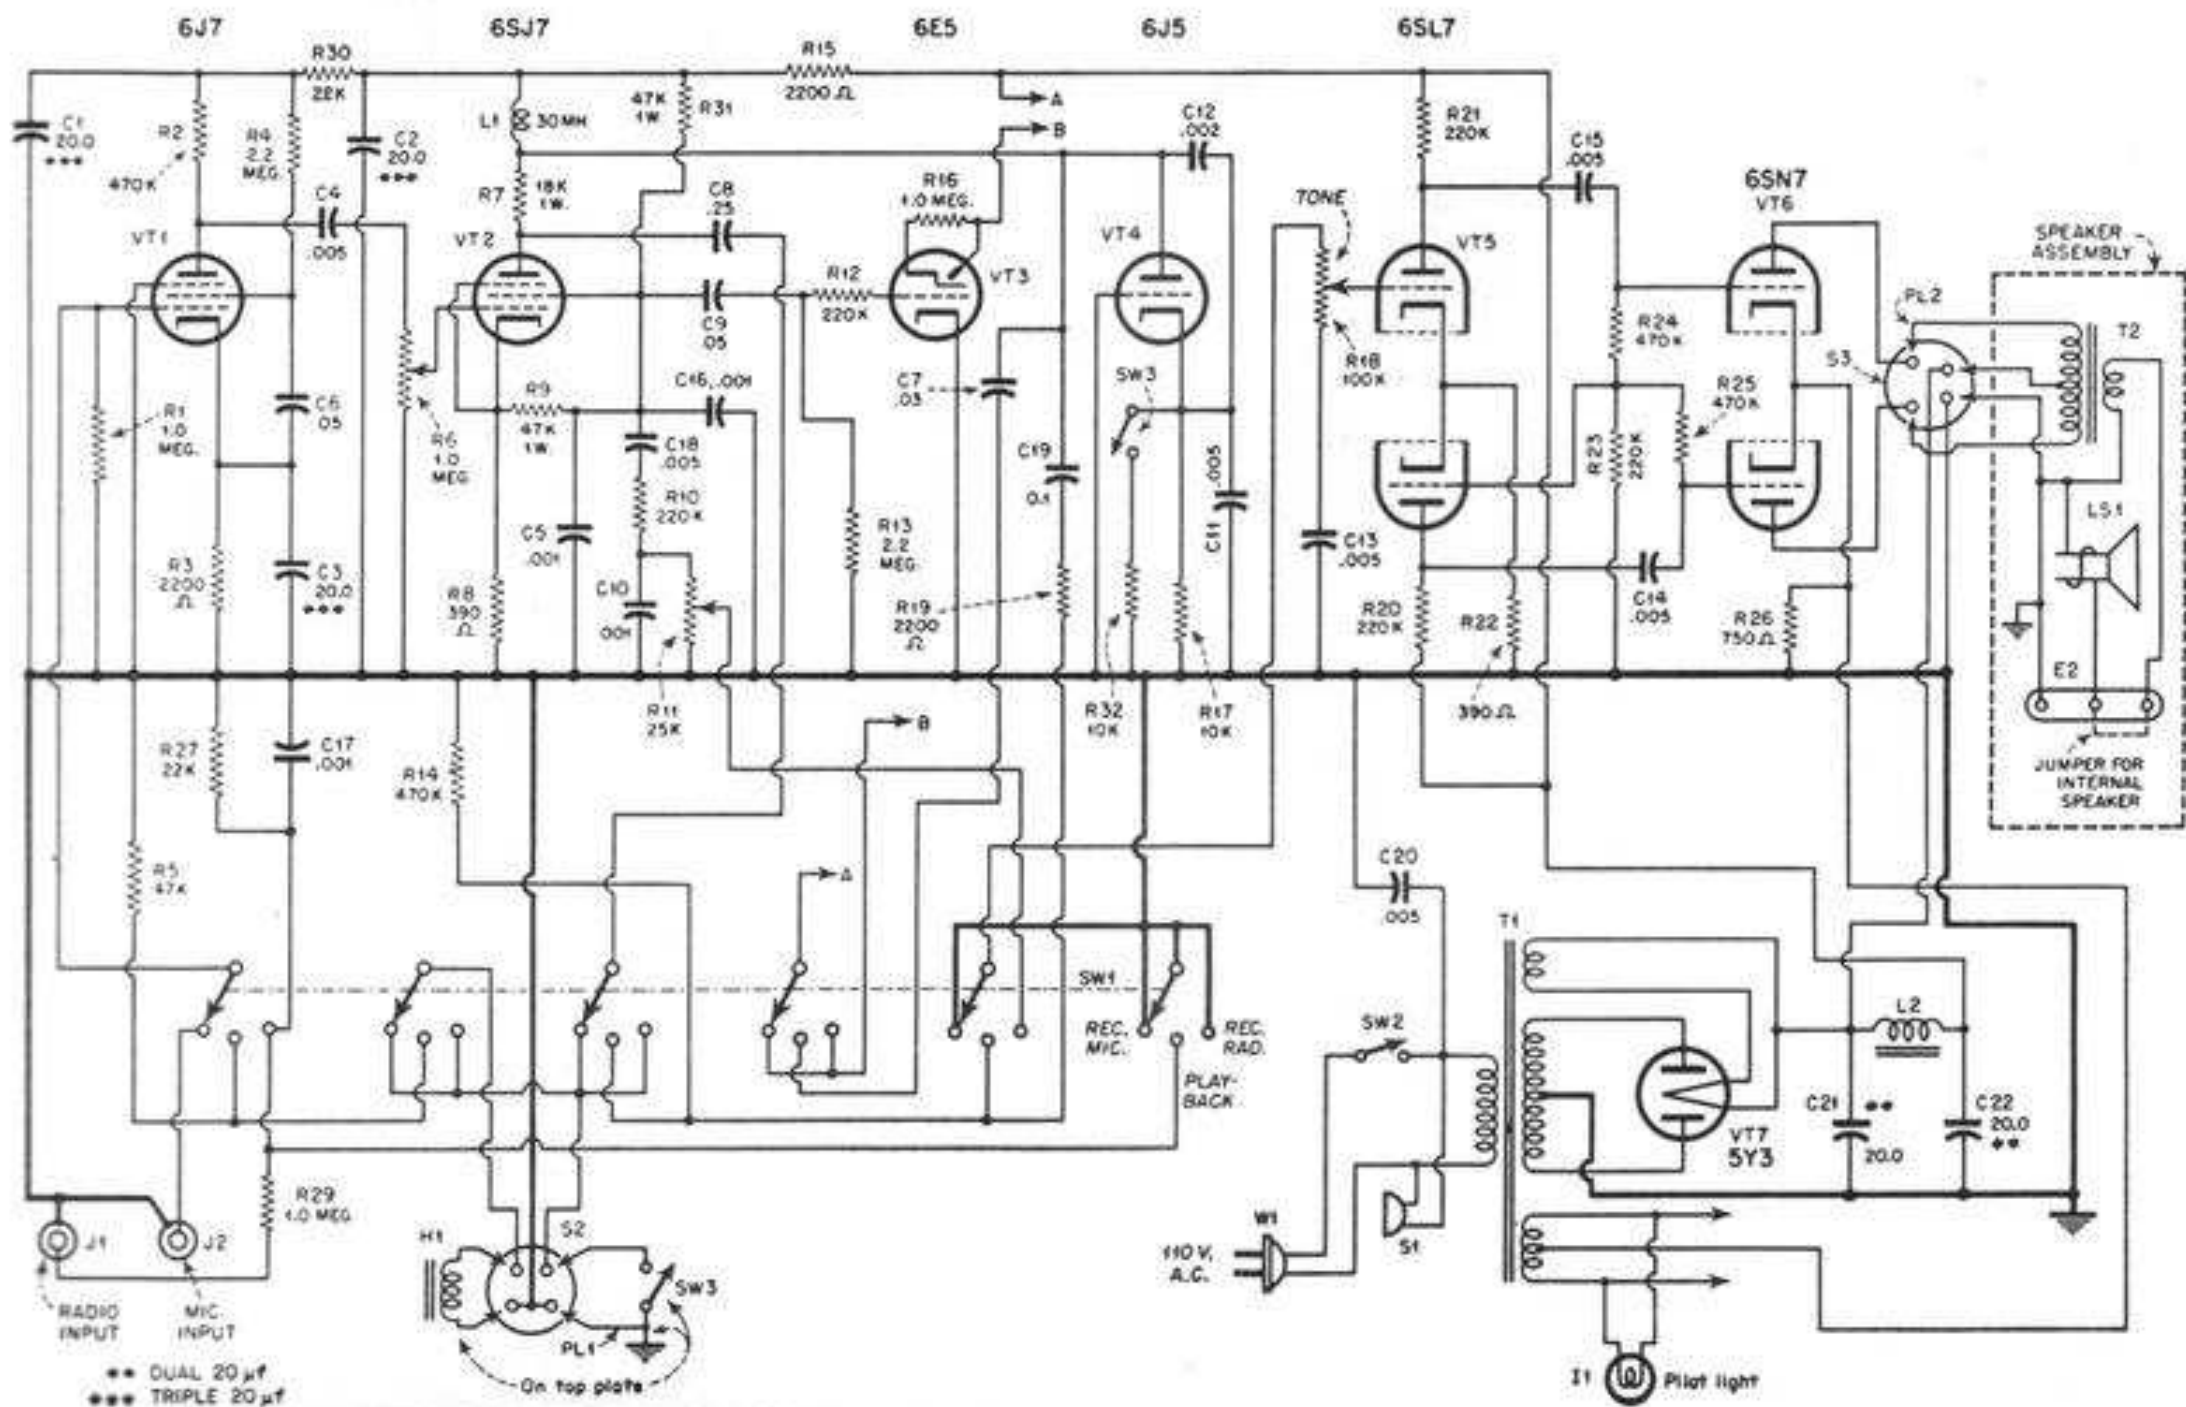 6J7
6SJ7
6E5
6J5
6SL7
R30
22K
R15
2200 Ω
C1
20.0
R2
470K
R4
2.2
MEG.
C2
20.0
L1
30MH
47K
1W
R31
A
B
C12
.002
R21
220K
C15
.005
6SN7
VT6
C4
.005
R7
18K
1W.
C8
.25
R16
1.0 MEG.
TONE
SPEAKER
ASSEMBLY
VT1
VT2
R12
220K
VT3
VT4
VT5
C9
.05
C7
.03
SW3
R18
100K
R24
470K
PL2
S3
T2
R1
1.0
MEG.
C6
.05
R6
1.0
MEG
R9
47K
1W.
C16, .001
R25
470K
C18
.005
R10
220K
C19
0.1
C11
.005
R23
220K
LS1
R3
2200
Ω
C3
20.0
R8
390
Ω
C5
.001
C10
.001
R13
2.2
MEG.
R19
2200
Ω
C13
.005
R20
220K
R22
C14
.005
R26
750Ω
R11
25K
R32
10K
R17
10K
390Ω
E2
R27
22K
C17
.001
R14
470K
B
JUMPER FOR
INTERNAL
SPEAKER
R5
47K
A
C20
.005
T1
SW1
REC.
MIC.
REC.
RAD.
PLAY-
BACK
SW2
L2
C21
20.0
C22
20.0
VT7
5Y3
R29
1.0 MEG
J1
J2
H1
S2
SW3
PL1
W1
110 V,
A.C.
S1
RADIO
INPUT
MIC.
INPUT
On top plate
I1
Pilot light
DUAL 20 µf
TRIPLE 20 µf